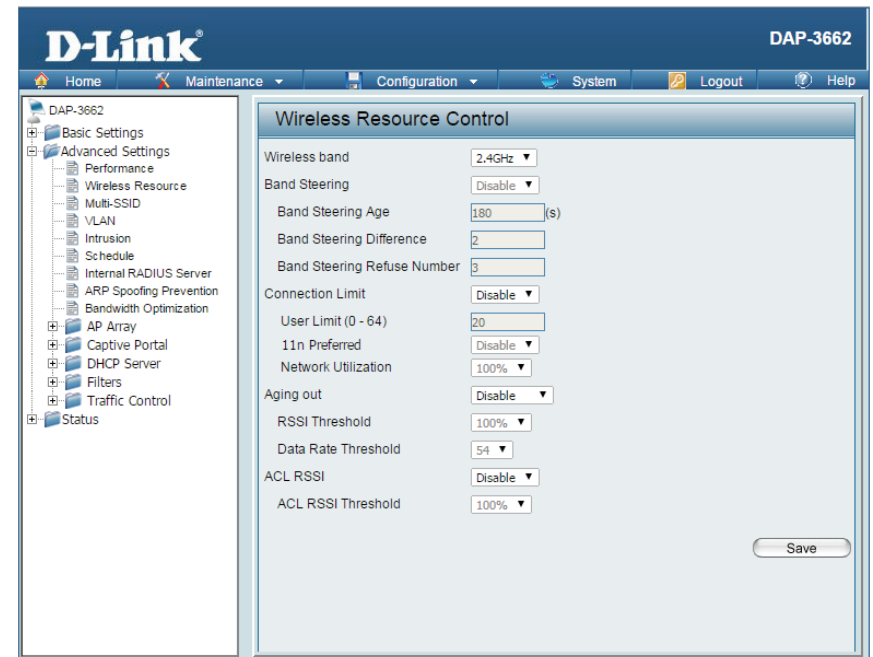 D-Link®
DAP-3662
Home Maintenance Configuration System Logout Help
DAP-3662
Basic Settings
Advanced Settings
Performance
Wireless Resource
Multi-SSID
VLAN
Intrusion
Schedule
Internal RADIUS Server
ARP Spoofing Prevention
Bandwidth Optimization
AP Array
Captive Portal
DHCP Server
Filters
Traffic Control
Status
Wireless Resource Control
Wireless band 2.4GHz
Band Steering Disable
Band Steering Age 180 (s)
Band Steering Difference 2
Band Steering Refuse Number 3
Connection Limit Disable
User Limit (0 - 64) 20
11n Preferred Disable
Network Utilization 100%
Aging out Disable
RSSI Threshold 100%
Data Rate Threshold 54
ACL RSSI Disable
ACL RSSI Threshold 100%
Save